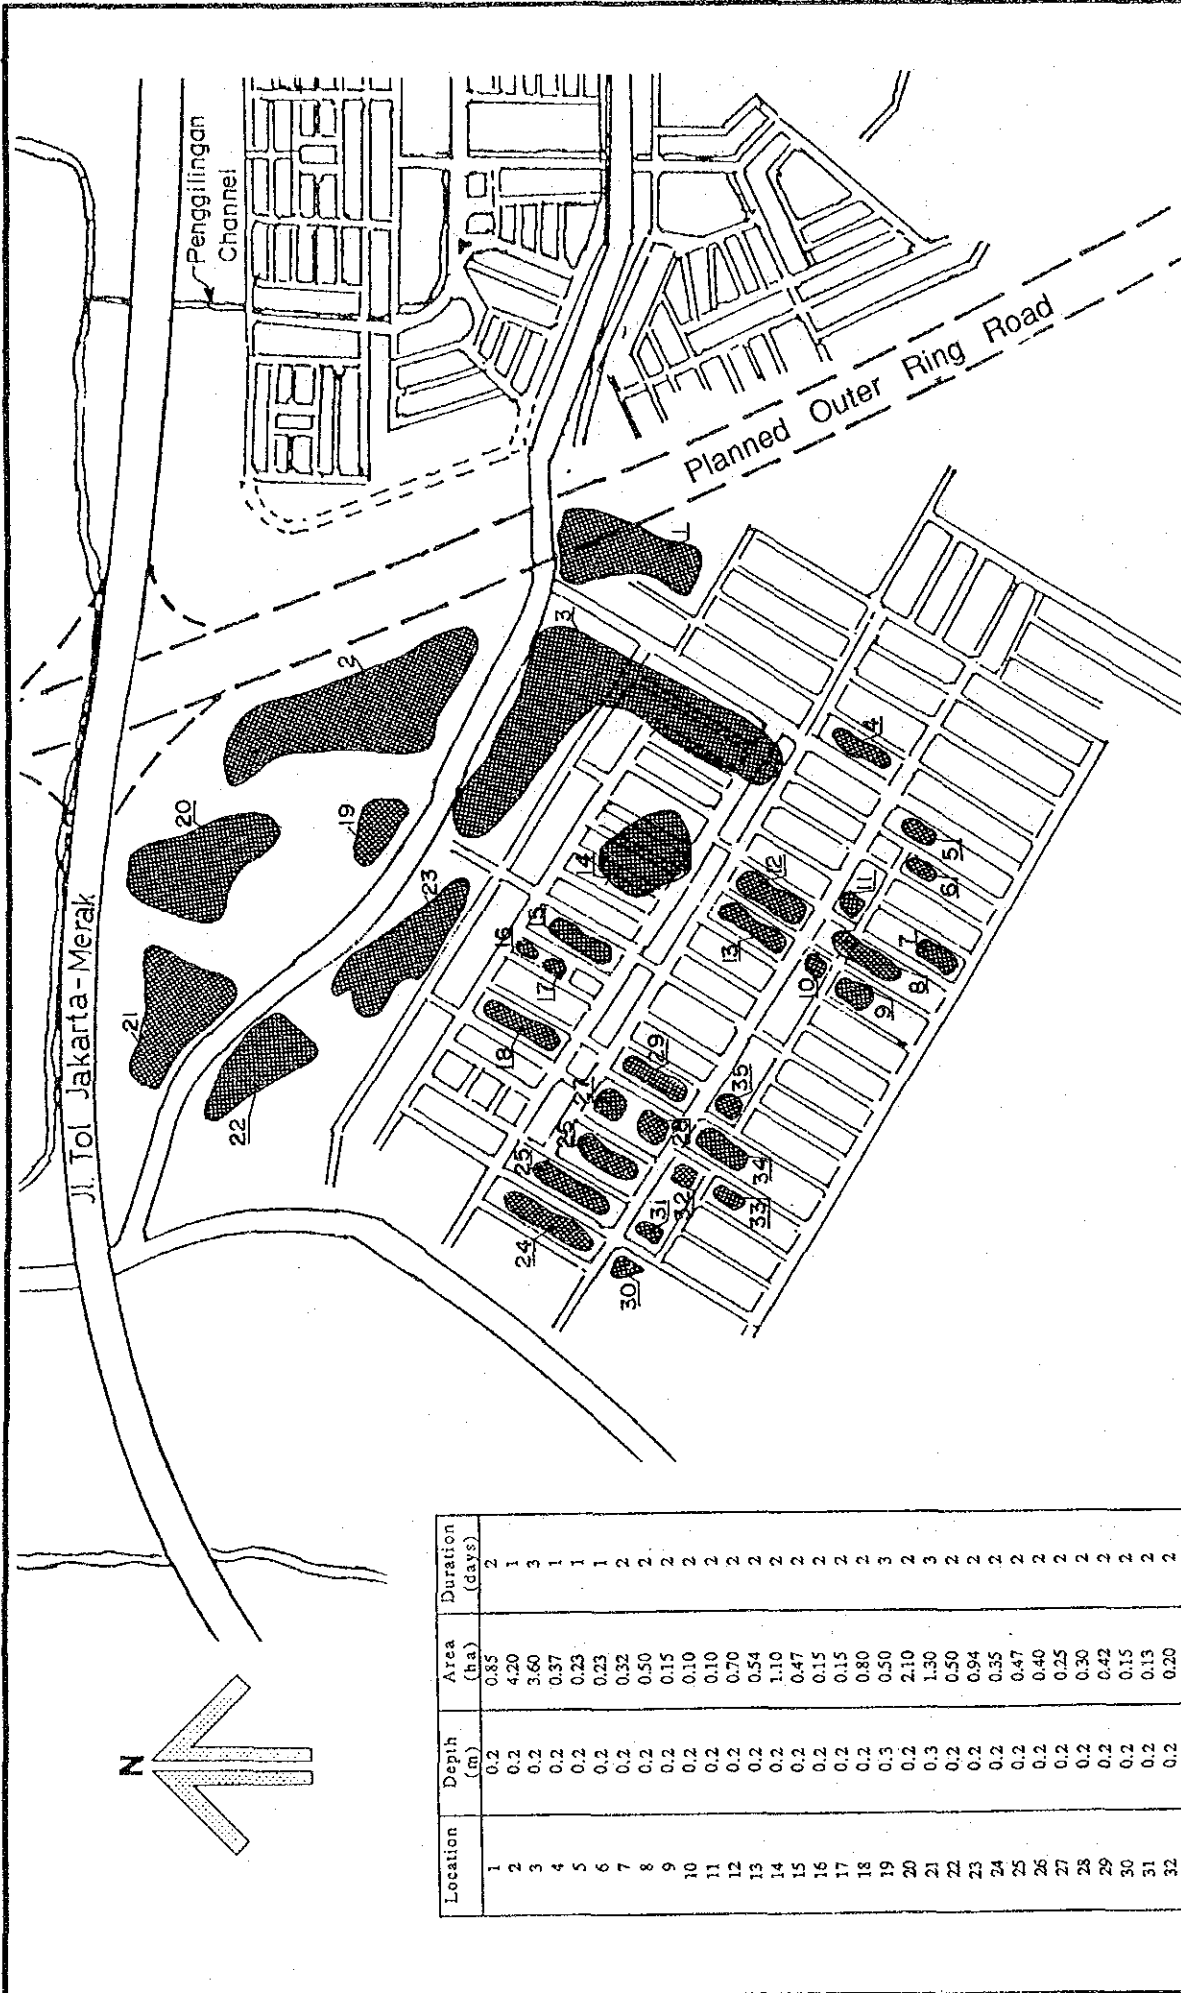 Jl. Tol Jakarta-Merak
Penggilingan
Channel
Planned Outer Ring Road
N
1
2
3
4
5
6
7
8
9
10
11
12
13
14
15
16
17
18
19
20
21
22
23
24
25
26
27
28
29
30
31
32
33
34
35
Location Depth (m) Area (ha) Duration (days)
1 0.2 0.85 2
2 0.2 4.20 1
3 0.2 3.60 3
4 0.2 0.37 1
5 0.2 0.23 1
6 0.2 0.23 1
7 0.2 0.32 2
8 0.2 0.50 2
9 0.2 0.15 2
10 0.2 0.10 2
11 0.2 0.10 2
12 0.2 0.70 2
13 0.2 0.54 2
14 0.2 1.10 2
15 0.2 0.47 2
16 0.2 0.15 2
17 0.2 0.15 2
18 0.2 0.80 2
19 0.3 0.50 3
20 0.2 2.10 2
21 0.3 1.30 3
22 0.2 0.50 2
23 0.2 0.94 2
24 0.2 0.35 2
25 0.2 0.47 2
26 0.2 0.40 2
27 0.2 0.25 2
28 0.2 0.30 2
29 0.2 0.42 2
30 0.2 0.15 2
31 0.2 0.13 2
32 0.2 0.20 2